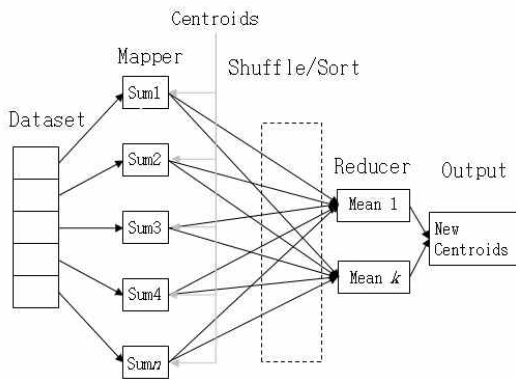 Centroids
Mapper
Shuffle/Sort
Dataset
Sum1
Sum2
Sum3
Sum4
Sumn
Reducer
Mean 1
Mean k
Output
New
Centroids